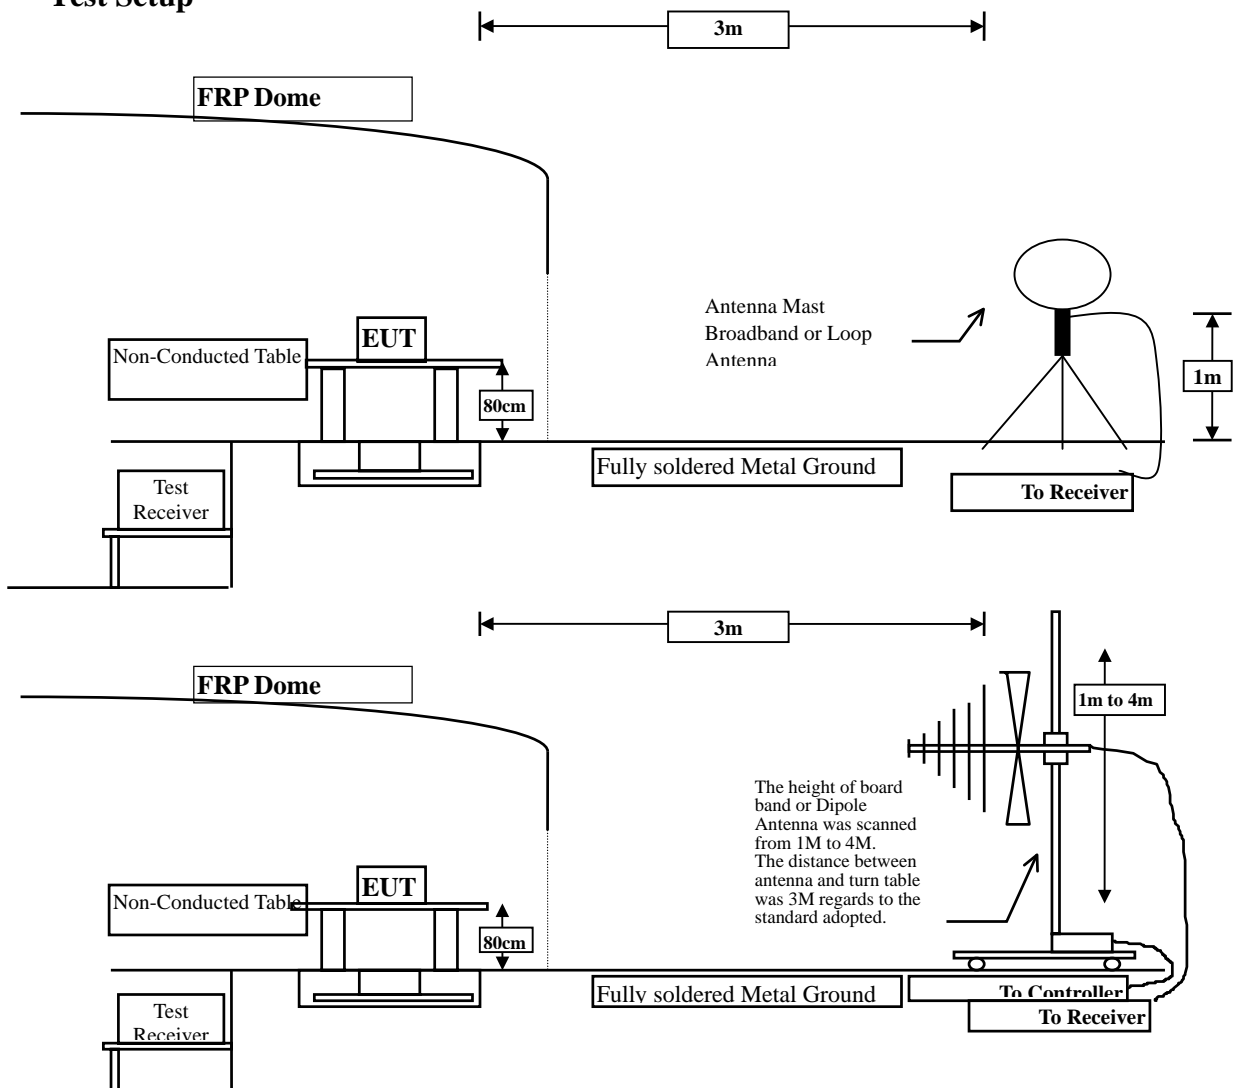 Test Setup
3m
FRP Dome
Antenna Mast
Broadband or Loop
Antenna
EUT
Non-Conducted Table
1m
80cm
Fully soldered Metal Ground
Test
Receiver
To Receiver
3m
FRP Dome
1m to 4m
The height of board
band or Dipole
Antenna was scanned
from 1M to 4M.
The distance between
antenna and turn table
was 3M regards to the
standard adopted.
EUT
Non-Conducted Table
80cm
Fully soldered Metal Ground
To Controller
Test
Receiver
To Receiver